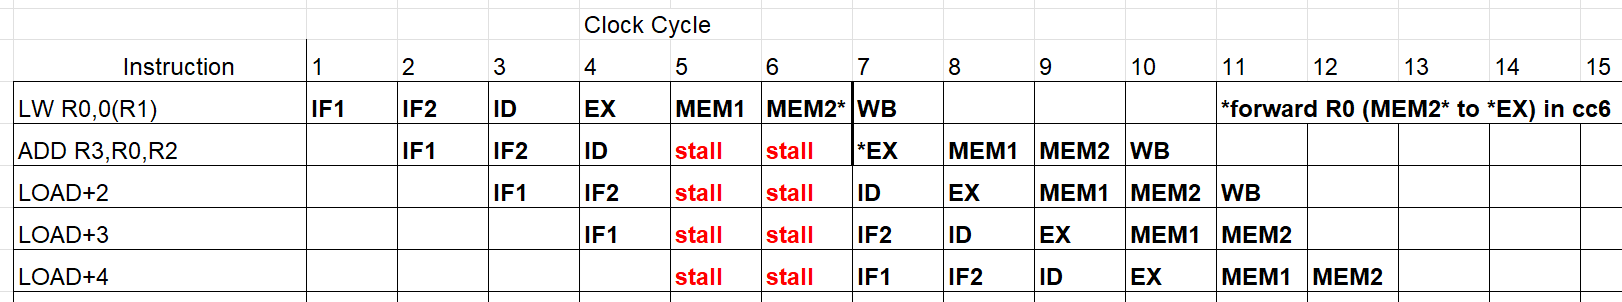 Clock Cycle
Instruction 1 2 3 4 5 6 7 8 9 10 11 12 13 14 15
LW R0,0(R1) IF1 IF2 ID EX MEM1 MEM2* WB *forward R0 (MEM2* to *EX) in cc6
ADD R3,R0,R2 IF1 IF2 ID stall stall *EX MEM1 MEM2 WB
LOAD+2 IF1 IF2 stall stall ID EX MEM1 MEM2 WB
LOAD+3 IF1 stall stall IF2 ID EX MEM1 MEM2
LOAD+4 stall stall IF1 IF2 ID EX MEM1 MEM2